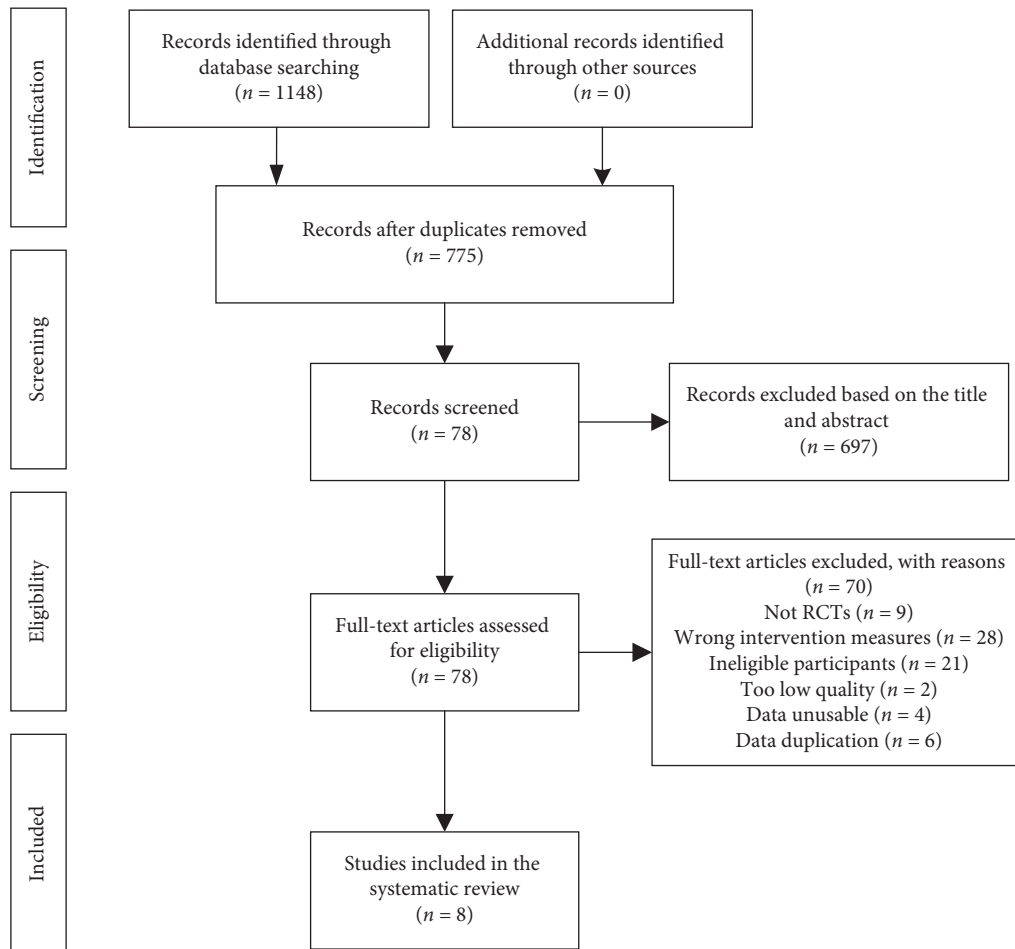 Identification
Records identified through
database searching
(n = 1148)
Additional records identified
through other sources
(n = 0)
Records after duplicates removed
(n = 775)
Screening
Records screened
(n = 78)
Records excluded based on the title
and abstract
(n = 697)
Eligibility
Full-text articles assessed
for eligibility
(n = 78)
Full-text articles excluded, with reasons
(n = 70)
Not RCTs (n = 9)
Wrong intervention measures (n = 28)
Ineligible participants (n = 21)
Too low quality (n = 2)
Data unusable (n = 4)
Data duplication (n = 6)
Included
Studies included in the
systematic review
(n = 8)